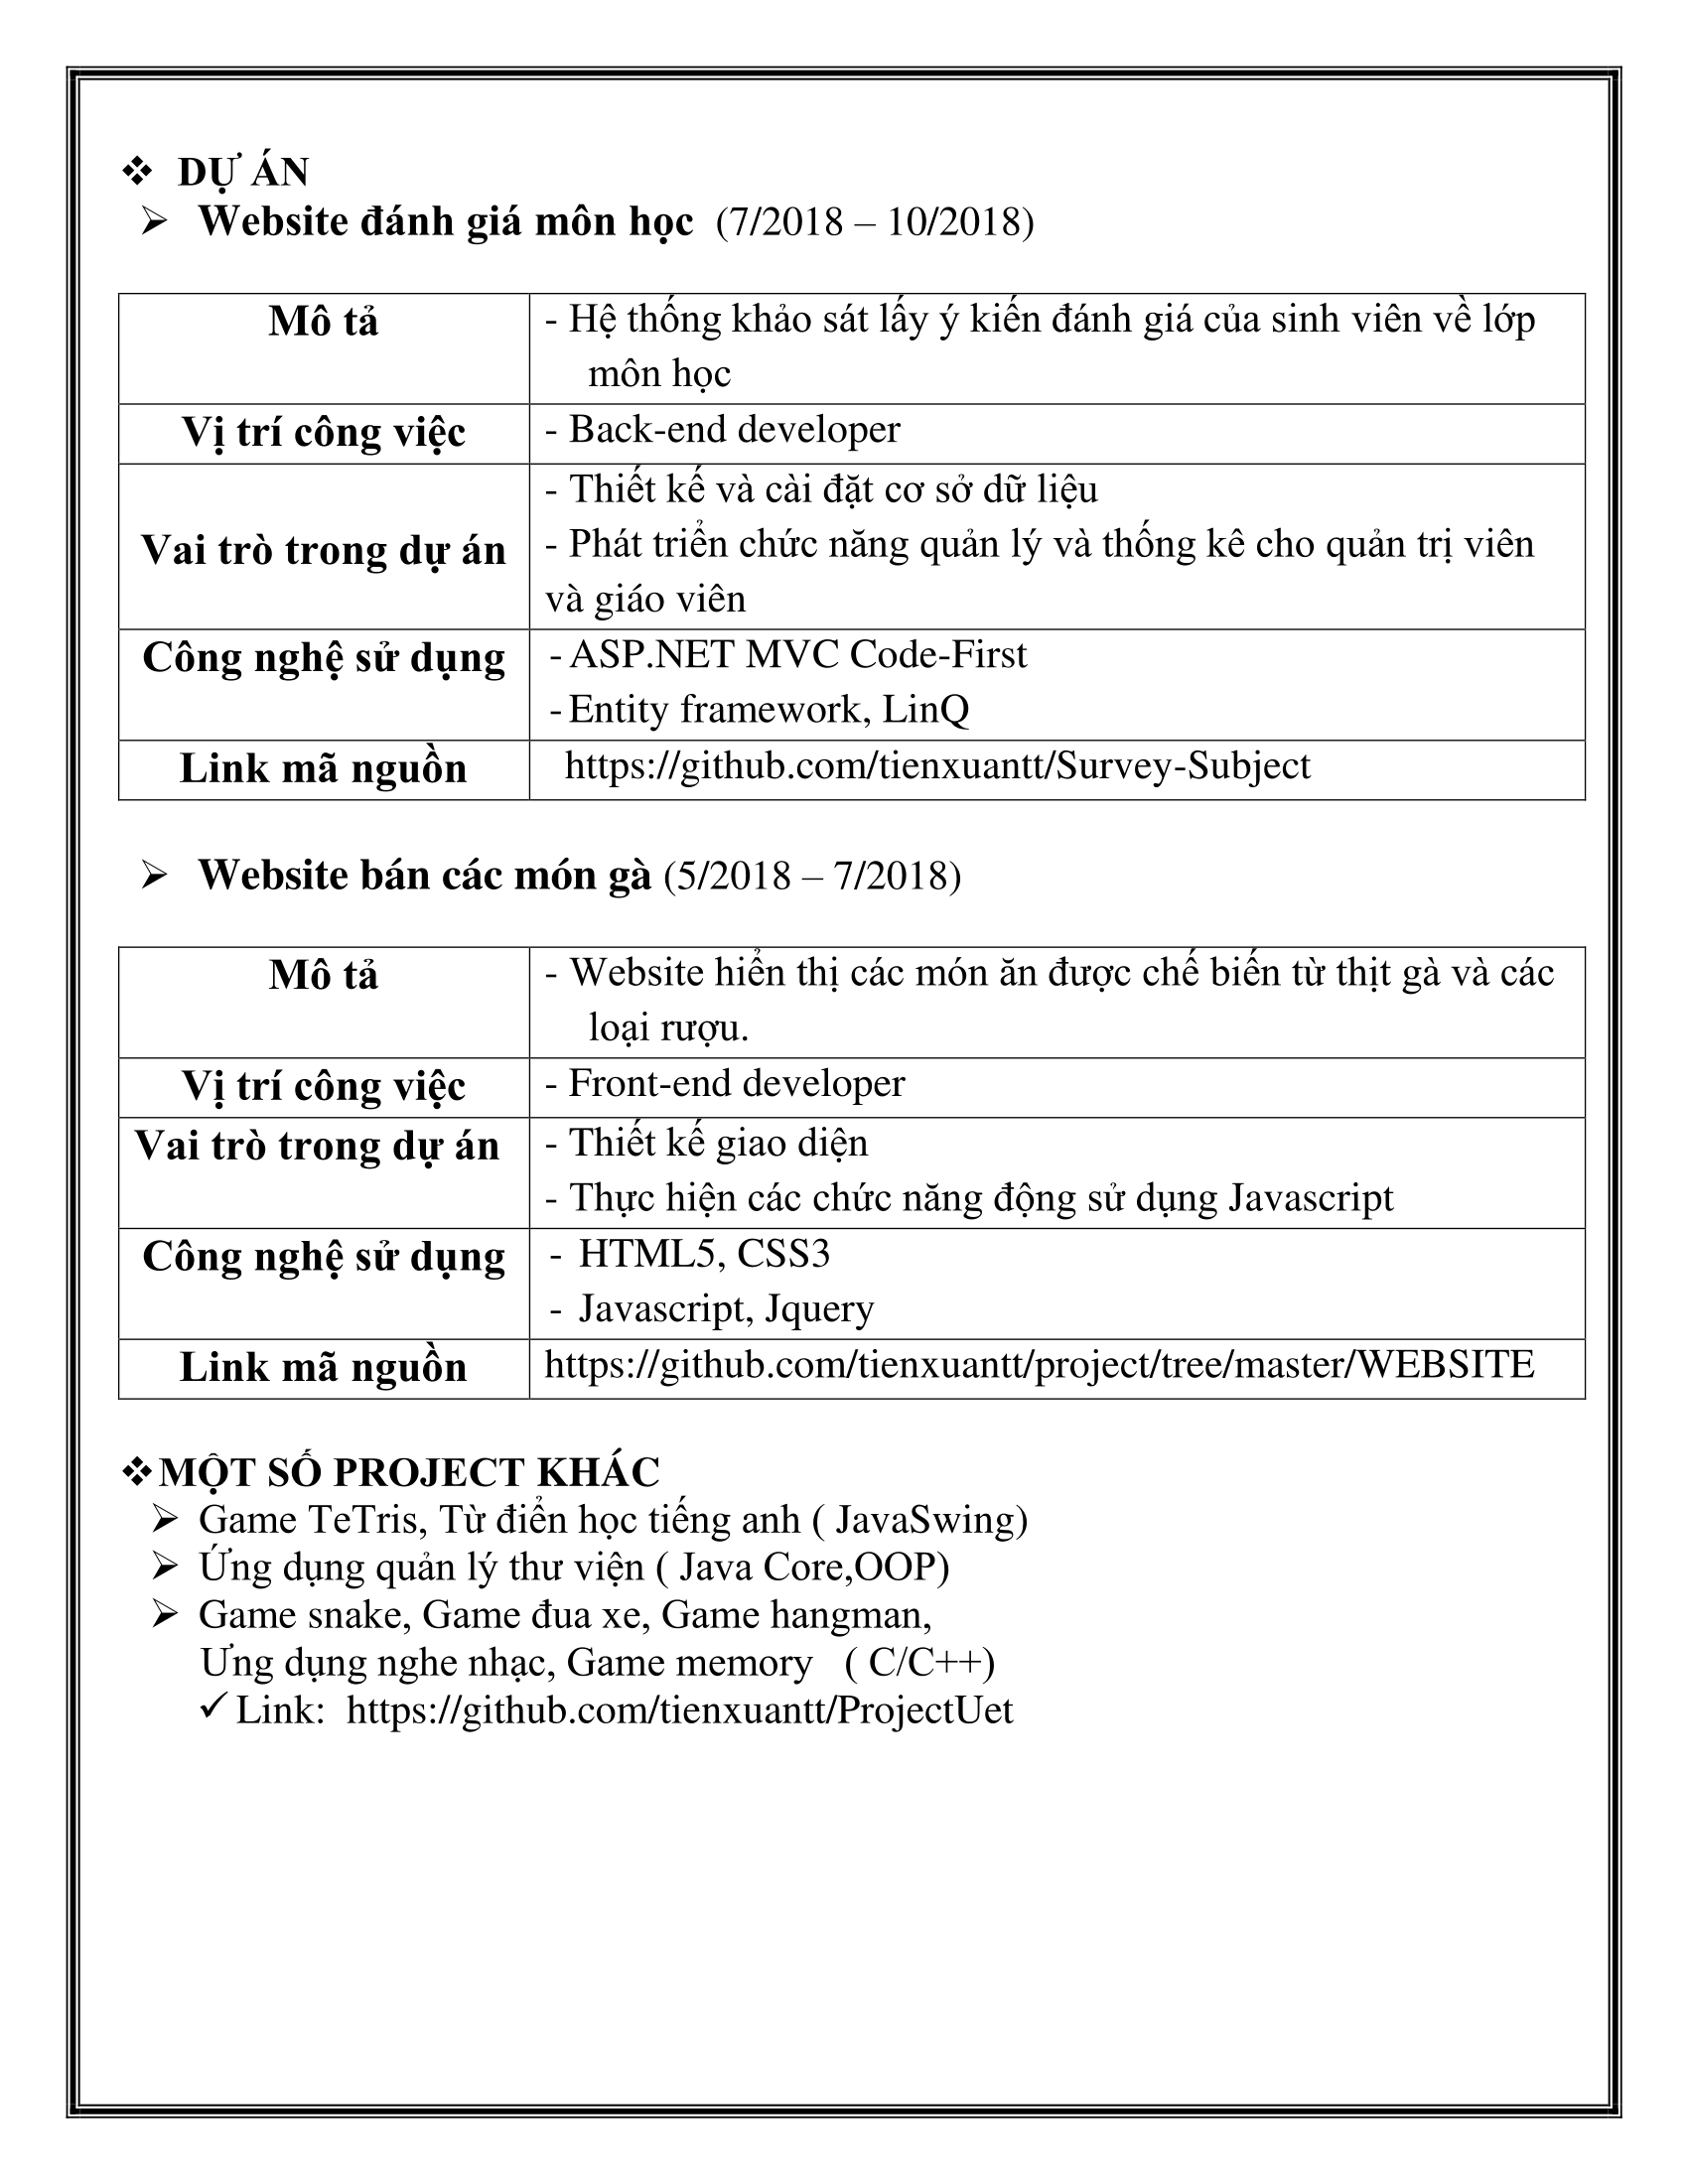 ❖ DỰ ÁN
➢ Website đánh giá môn học (7/2018 – 10/2018)
Mô tả
- Hệ thống khảo sát lấy ý kiến đánh giá của sinh viên về lớp
môn học
Vị trí công việc
- Back-end developer
Vai trò trong dự án
- Thiết kế và cài đặt cơ sở dữ liệu
- Phát triển chức năng quản lý và thống kê cho quản trị viên
và giáo viên
Công nghệ sử dụng
- ASP.NET MVC Code-First
- Entity framework, LinQ
Link mã nguồn
https://github.com/tienxuantt/Survey-Subject
➢ Website bán các món gà (5/2018 – 7/2018)
Mô tả
- Website hiển thị các món ăn được chế biến từ thịt gà và các
loại rượu.
Vị trí công việc
- Front-end developer
Vai trò trong dự án
- Thiết kế giao diện
- Thực hiện các chức năng động sử dụng Javascript
Công nghệ sử dụng
- HTML5, CSS3
- Javascript, Jquery
Link mã nguồn
https://github.com/tienxuantt/project/tree/master/WEBSITE
❖ MỘT SỐ PROJECT KHÁC
➢ Game TeTris, Từ điển học tiếng anh ( JavaSwing)
➢ Ứng dụng quản lý thư viện ( Java Core,OOP)
➢ Game snake, Game đua xe, Game hangman,
Ưng dụng nghe nhạc, Game memory ( C/C++)
✓ Link: https://github.com/tienxuantt/ProjectUet